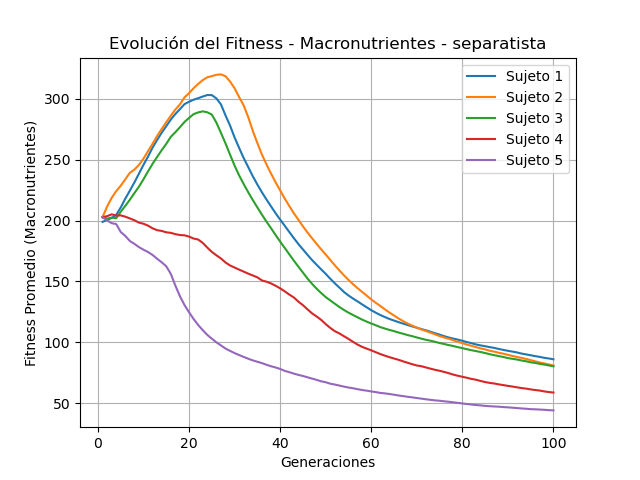 Evolución del Fitness - Macronutrientes - separatista
Fitness Promedio (Macronutrientes)
300
250
200
150
100
50
Sujeto 1
Sujeto 2
Sujeto 3
Sujeto 4
Sujeto 5
0 20 40 60 80 100
Generaciones